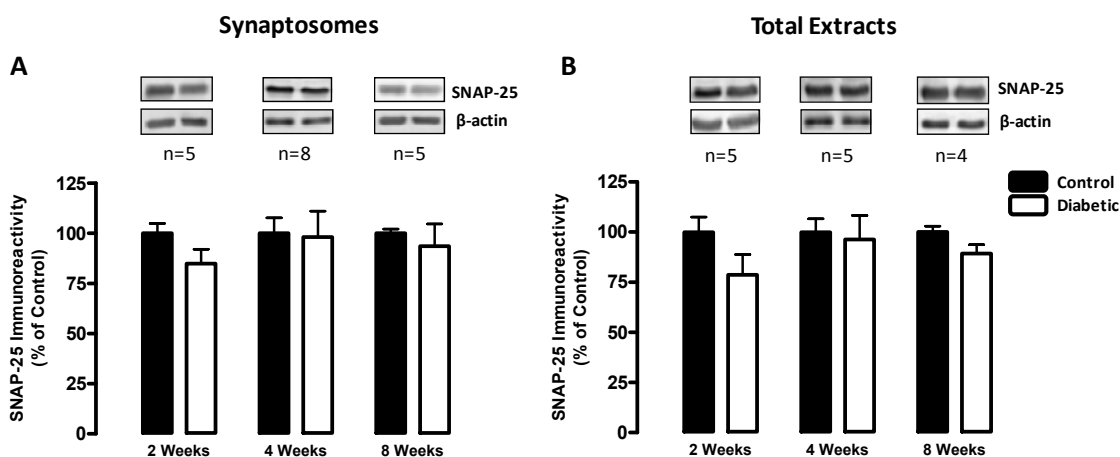 Synaptosomes
Total Extracts
A
SNAP-25
β-actin
n=5
n=8
n=5
SNAP-25 Immunoreactivity
(% of Control)
125
100
75
50
25
0
2 Weeks
4 Weeks
8 Weeks
B
SNAP-25
β-actin
n=5
n=5
n=4
Control
Diabetic
SNAP-25 Immunoreactivity
(% of Control)
125
100
75
50
25
0
2 Weeks
4 Weeks
8 Weeks